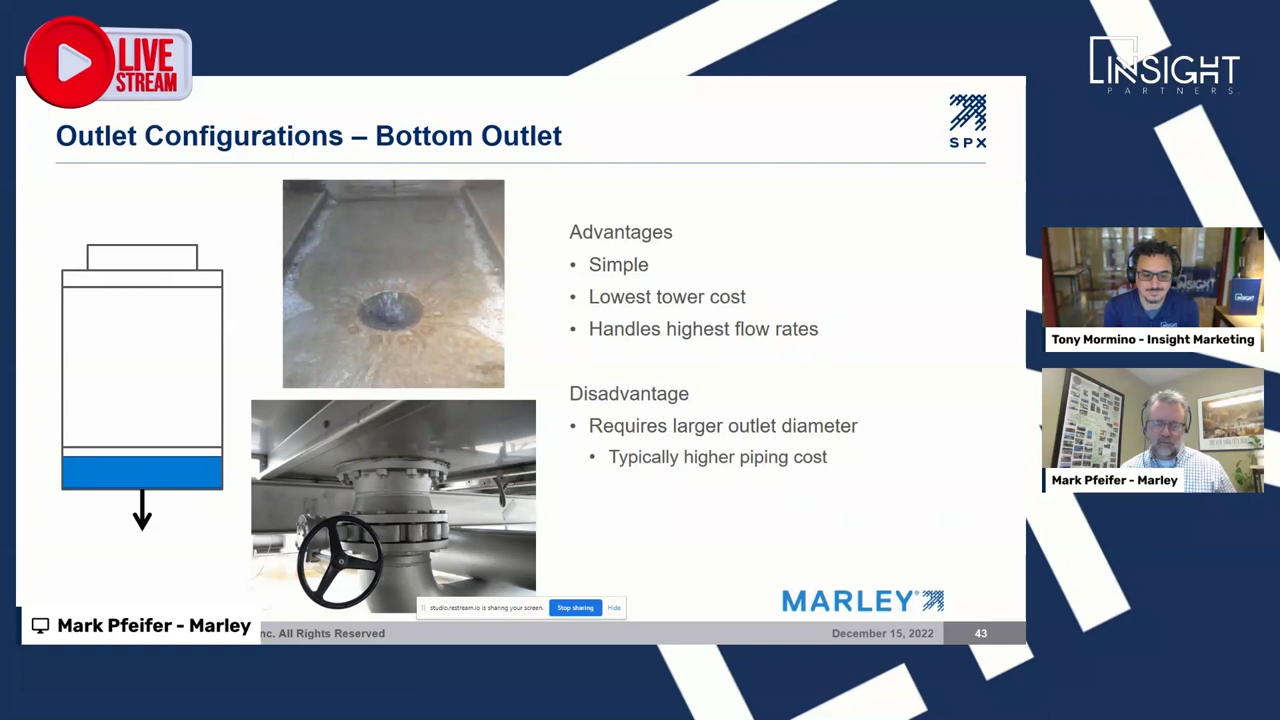 LIVE
STREAM
INSIGHT
PARTNERS.
Outlet Configurations – Bottom Outlet
SPX
Advantages
• Simple
• Lowest tower cost
• Handles highest flow rates
Disadvantage
• Requires larger outlet diameter
• Typically higher piping cost
MARLEY®
studio.restream.io is sharing your screen.
Stop sharing
Hide
Mark Pfeifer - Marley
nc. All Rights Reserved
December 15, 2022
43
INSIGHT
INSIGHT
Tony Mormino - Insight Marketing
Mark Pfeifer - Marley